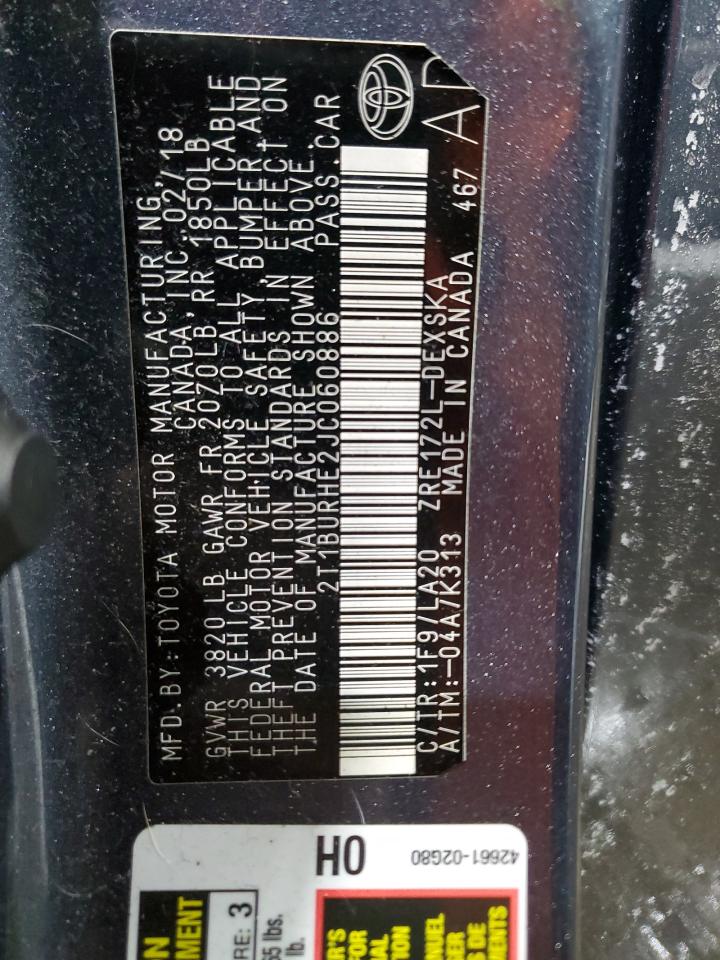 MFD. BY: TOYOTA MOTOR MANUFACTURING,
CANADA, INC. 02/18
GVWR 3820 LB GAWR FR 2070LB RR 1850LB
THIS VEHICLE CONFORMS TO ALL APPLICABLE
FEDERAL MOTOR VEHICLE SAFETY, BUMPER, AND
THEFT PREVENTION STANDARDS IN EFFECT ON
THE DATE OF MANUFACTURE SHOWN ABOVE.
2T1BURHE2JC060886 PASS. CAR
C/TR: 1F9/LA20 ZRE172L-DEXSKA
A/TM: -04A/K313 MADE IN CANADA 467
OH
42661-02G80